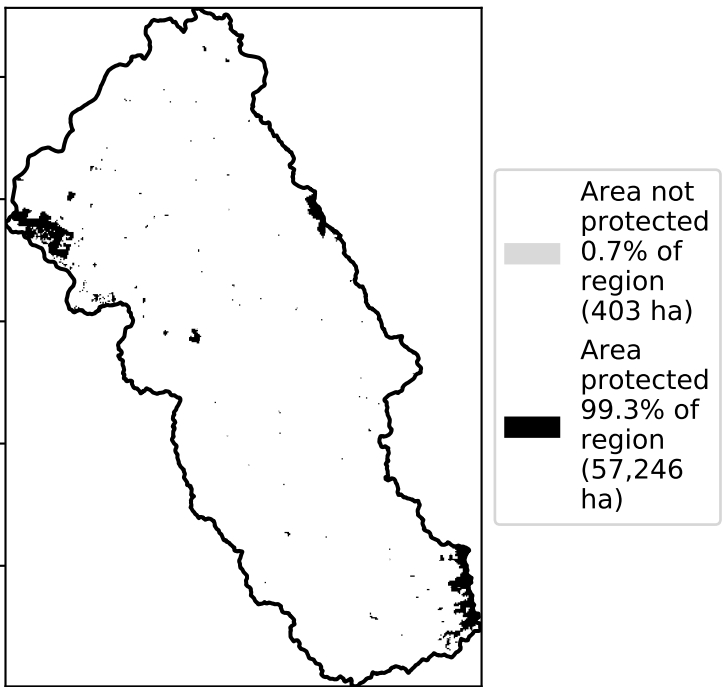 Area not
protected
0.7% of
region
(403 ha)
Area
protected
99.3% of
region
(57,246
ha)